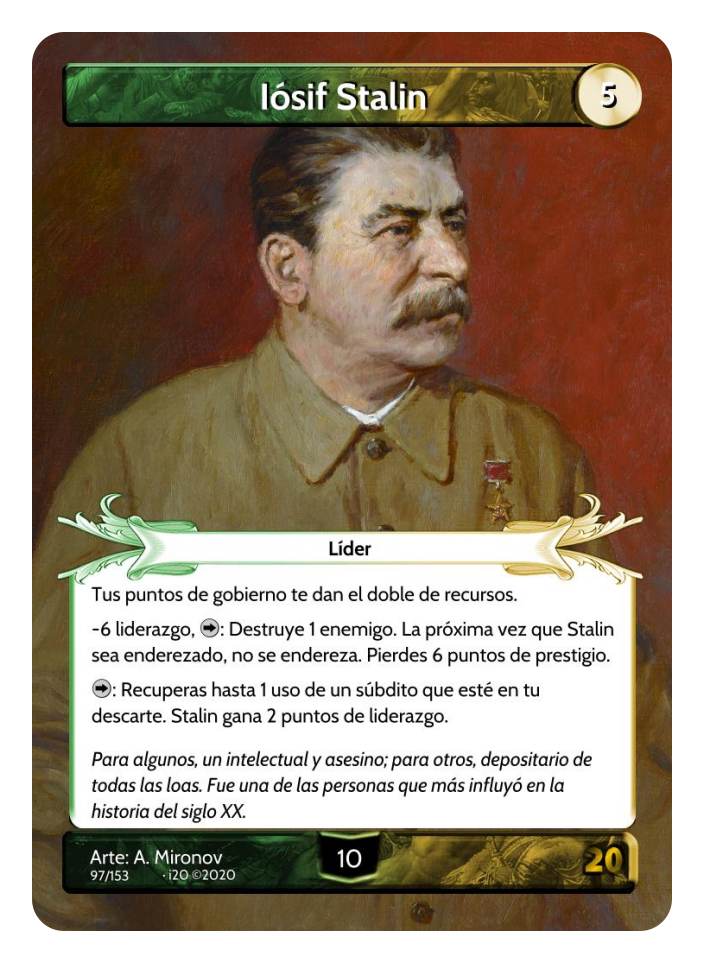 Iósif Stalin
5
Líder
Tus puntos de gobierno te dan el doble de recursos.
-6 liderazgo, ➡: Destruye 1 enemigo. La próxima vez que Stalin
sea enderezado, no se endereza. Pierdes 6 puntos de prestigio.
➡: Recuperas hasta 1 uso de un súbdito que esté en tu
descarte. Stalin gana 2 puntos de liderazgo.
Para algunos, un intelectual y asesino; para otros, depositario de
todas las loas. Fue una de las personas que más influyó en la
historia del siglo XX.
Arte: A. Mironov
97/153 · i20 ©2020
10
20